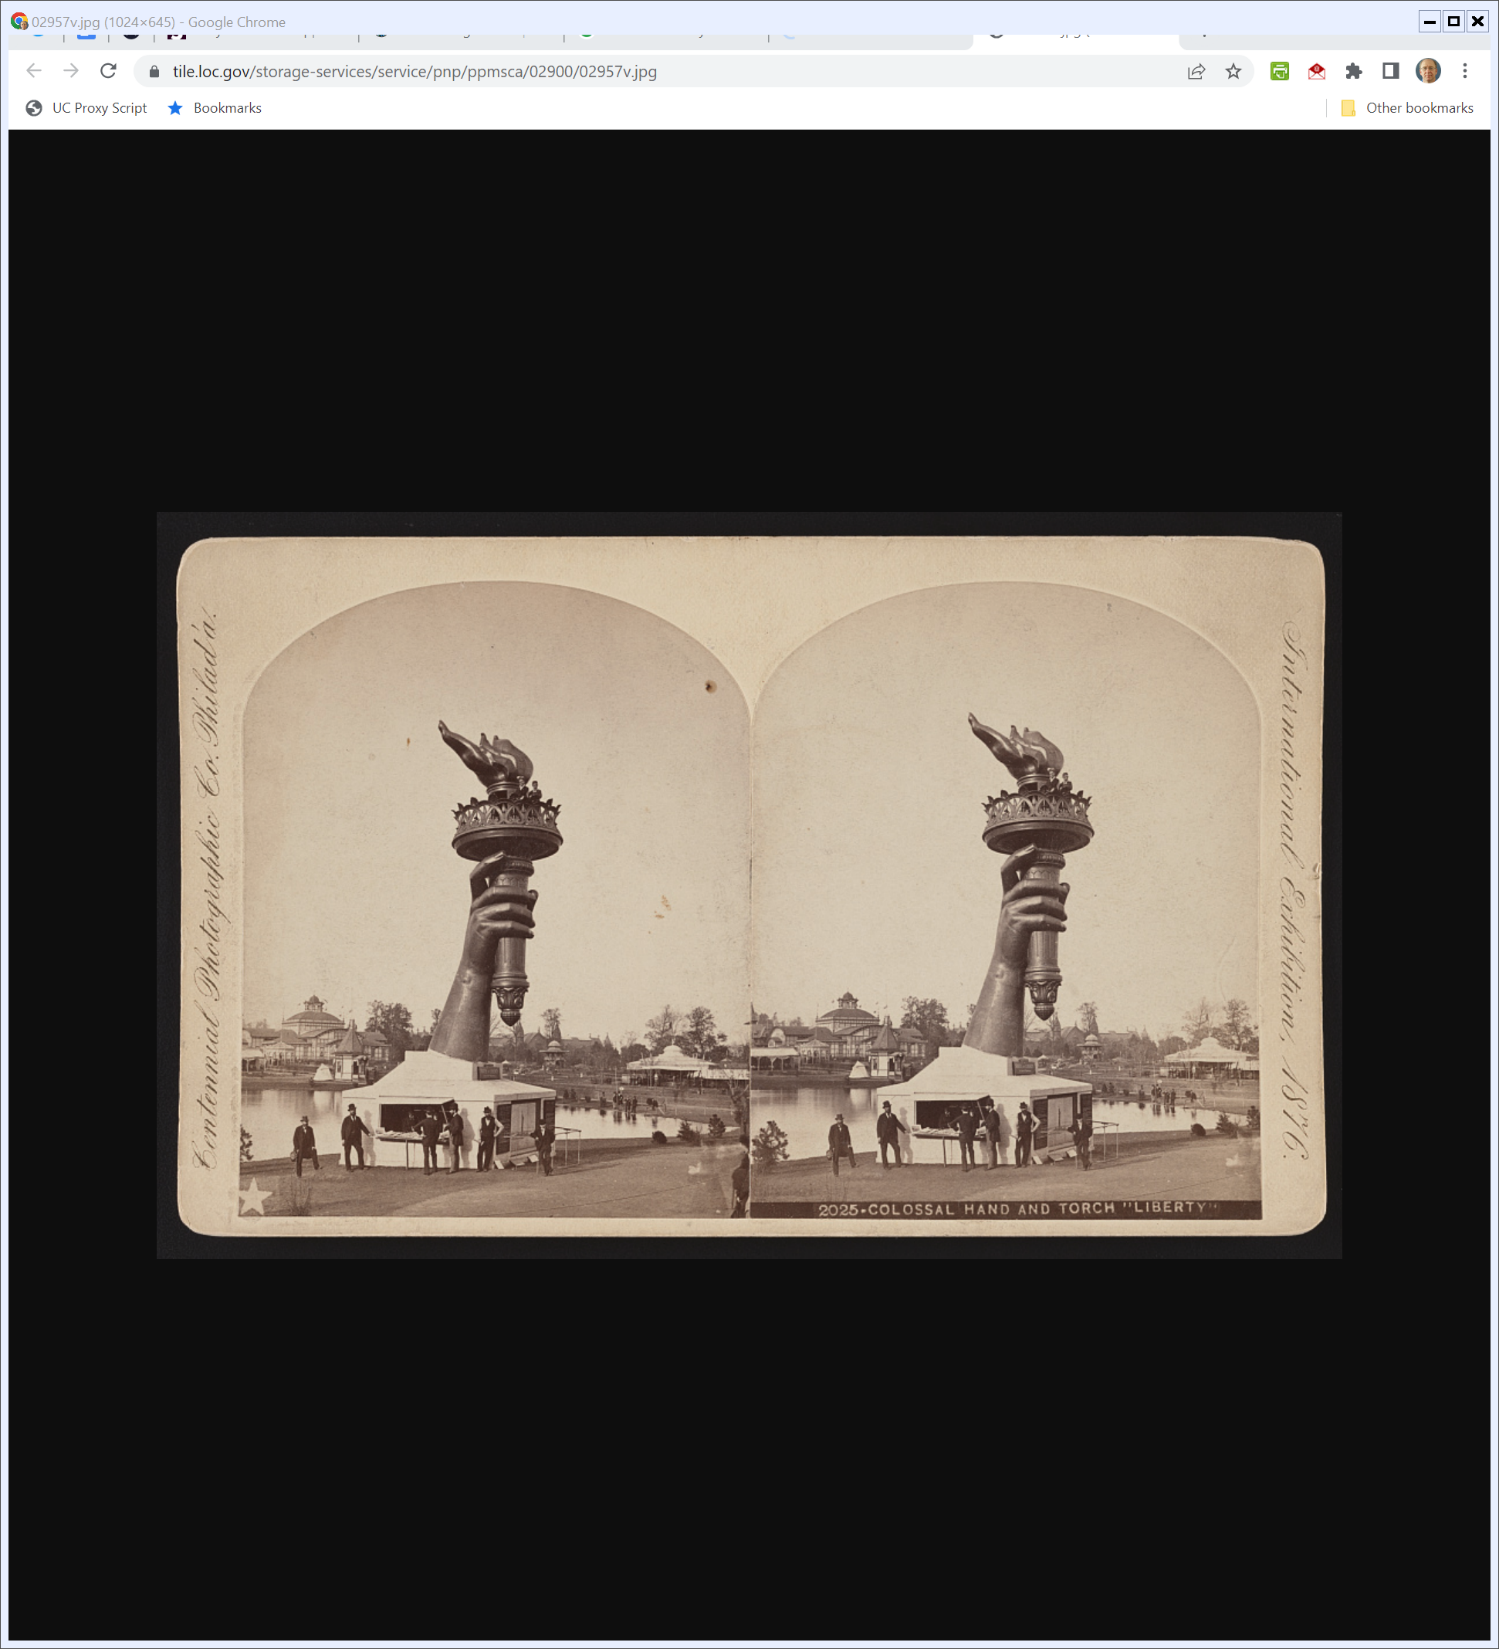 02957v.jpg (1024×645) - Google Chrome
tile.loc.gov/storage-services/service/pnp/ppmsca/02900/02957v.jpg
UC Proxy Script
Bookmarks
Other bookmarks
Centennial Photographic Co. Philad'a.
International Exhibition, 1876.
2025-COLOSSAL HAND AND TORCH "LIBERTY"